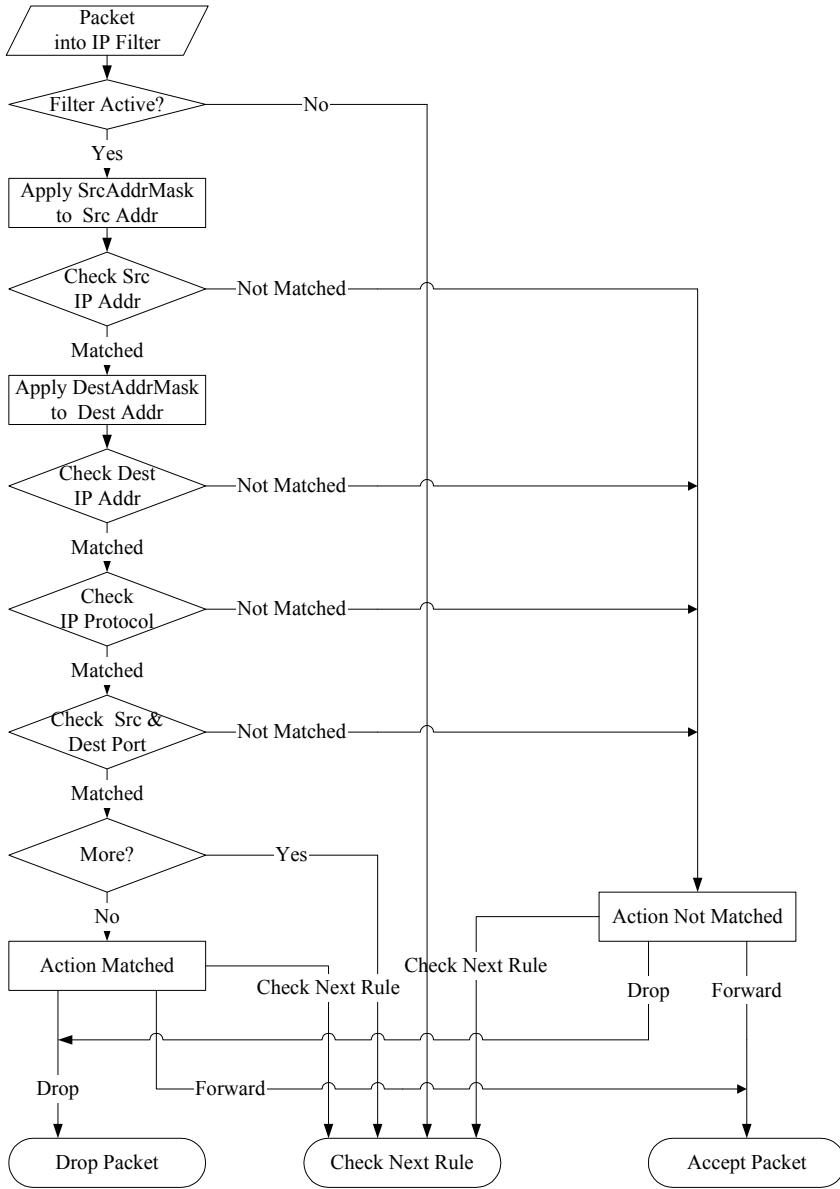 Packet
into IP Filter
Filter Active?
No
Yes
Apply SrcAddrMask
to Src Addr
Check Src
IP Addr
Not Matched
Matched
Apply DestAddrMask
to Dest Addr
Check Dest
IP Addr
Not Matched
Matched
Check
IP Protocol
Not Matched
Matched
Check Src &
Dest Port
Not Matched
Matched
More?
Yes
No
Action Not Matched
Action Matched
Check Next Rule
Check Next Rule
Drop
Forward
Drop
Forward
Drop Packet
Check Next Rule
Accept Packet